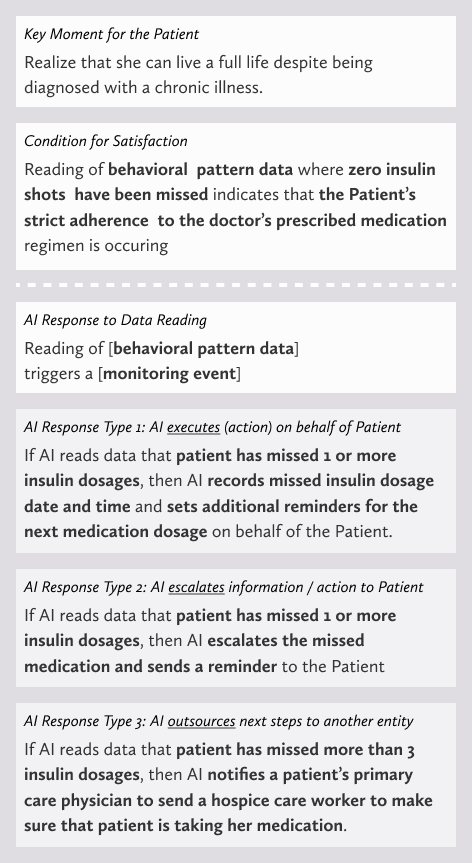 Key Moment for the Patient
Realize that she can live a full life despite being
diagnosed with a chronic illness.
Condition for Satisfaction
Reading of behavioral pattern data where zero insulin
shots have been missed indicates that the Patient's
strict adherence to the doctor's prescribed medication
regimen is occuring
AI Response to Data Reading
Reading of [behavioral pattern data]
triggers a [monitoring event]
AI Response Type 1: AI executes (action) on behalf of Patient
If AI reads data that patient has missed 1 or more
insulin dosages, then AI records missed insulin dosage
date and time and sets additional reminders for the
next medication dosage on behalf of the Patient.
AI Response Type 2: AI escalates information / action to Patient
If AI reads data that patient has missed 1 or more
insulin dosages, then AI escalates the missed
medication and sends a reminder to the Patient
AI Response Type 3: AI outsources next steps to another entity
If AI reads data that patient has missed more than 3
insulin dosages, then AI notifies a patient's primary
care physician to send a hospice care worker to make
sure that patient is taking her medication.